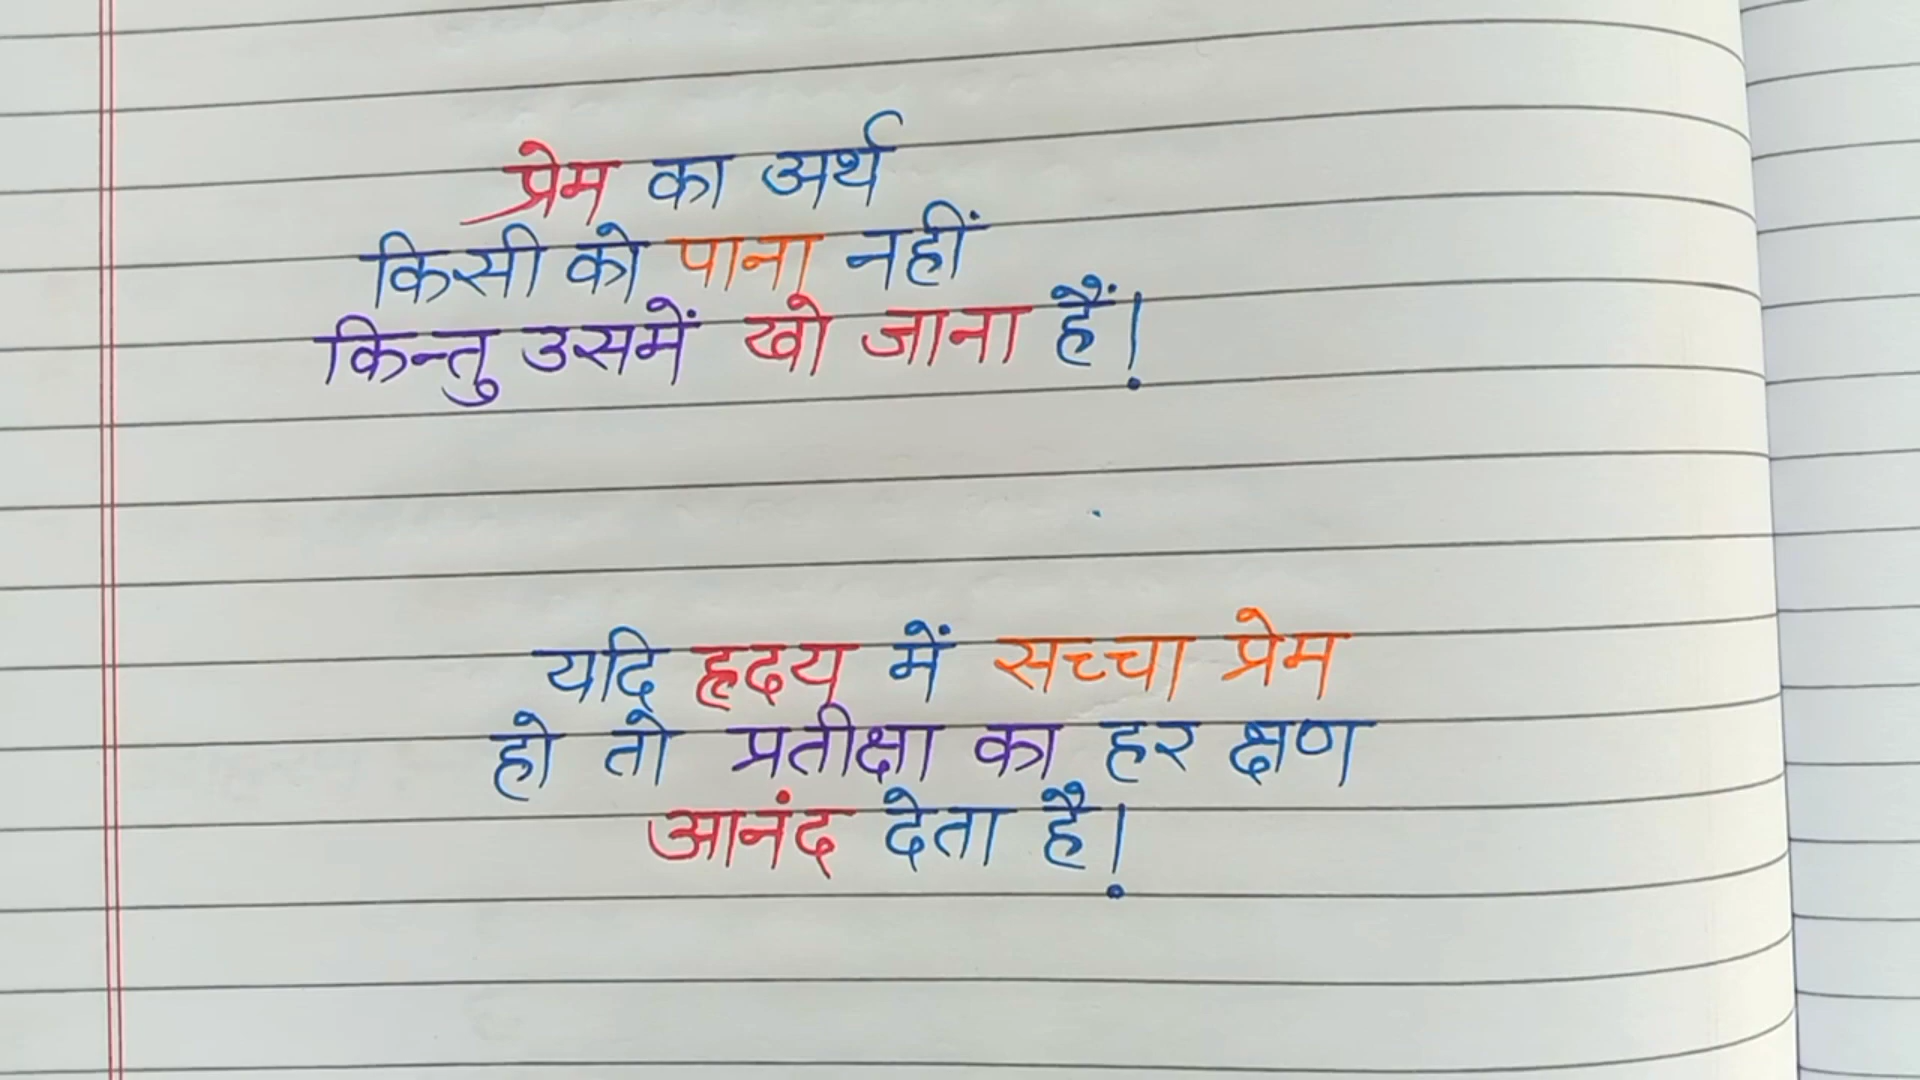 प्रेम का अर्थ
किसी को पाना नहीं
किन्तु उसमें खो जाना हैं!
यदि हृदय में सच्चा प्रेम
हो तो प्रतीक्षा का हर क्षण
आनंद देता है!